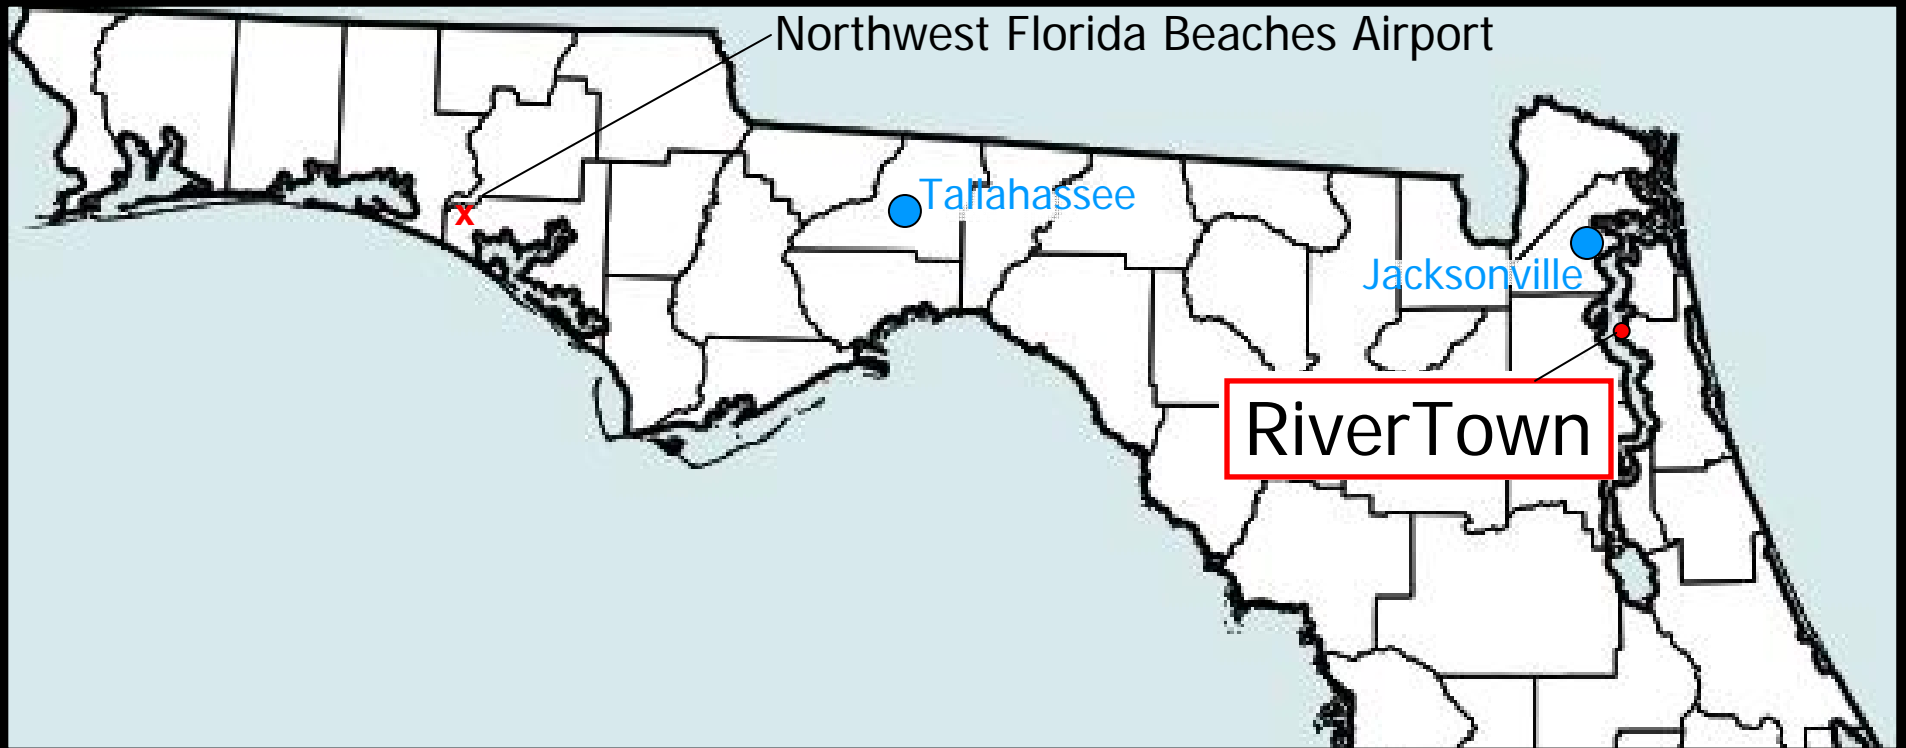 Northwest Florida Beaches Airport
x
Tallahassee
Jacksonville
RiverTown